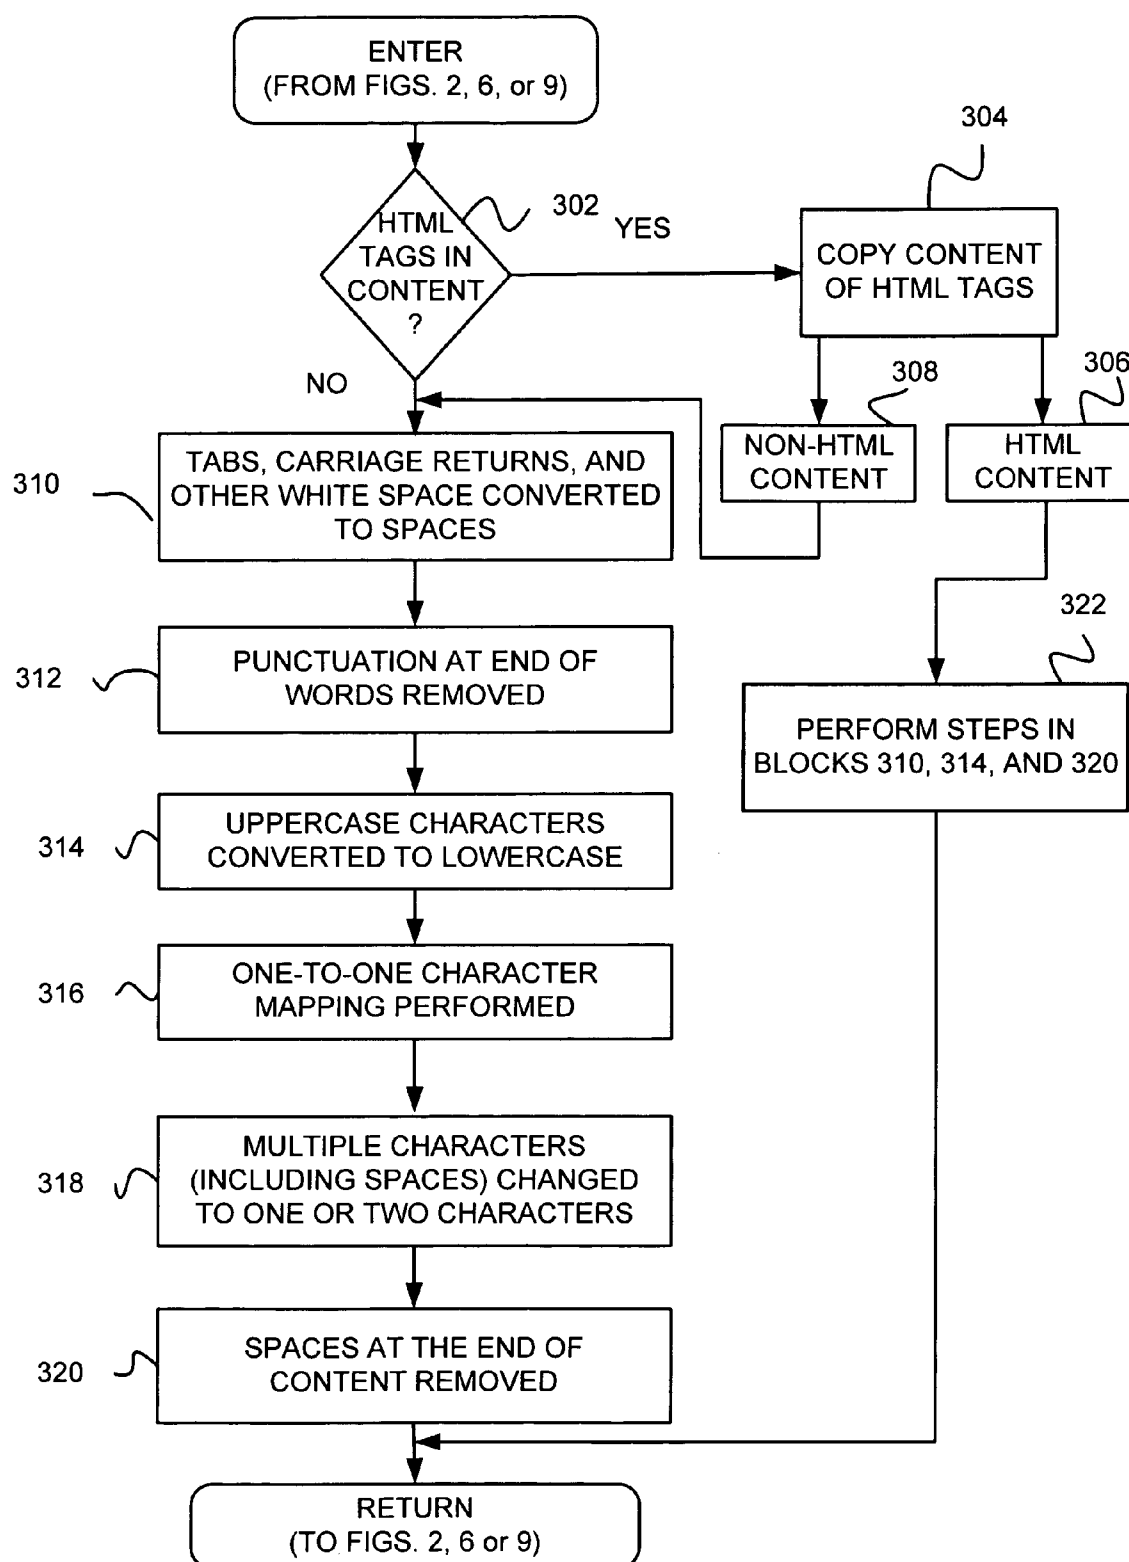 ENTER
(FROM FIGS. 2, 6, or 9)
304
302
YES
HTML
TAGS IN
CONTENT
?
COPY CONTENT
OF HTML TAGS
NO
308
306
NON-HTML
CONTENT
HTML
CONTENT
310
TABS, CARRIAGE RETURNS, AND
OTHER WHITE SPACE CONVERTED
TO SPACES
322
312
PUNCTUATION AT END OF
WORDS REMOVED
PERFORM STEPS IN
BLOCKS 310, 314, AND 320
314
UPPERCASE CHARACTERS
CONVERTED TO LOWERCASE
316
ONE-TO-ONE CHARACTER
MAPPING PERFORMED
318
MULTIPLE CHARACTERS
(INCLUDING SPACES) CHANGED
TO ONE OR TWO CHARACTERS
320
SPACES AT THE END OF
CONTENT REMOVED
RETURN
(TO FIGS. 2, 6 or 9)